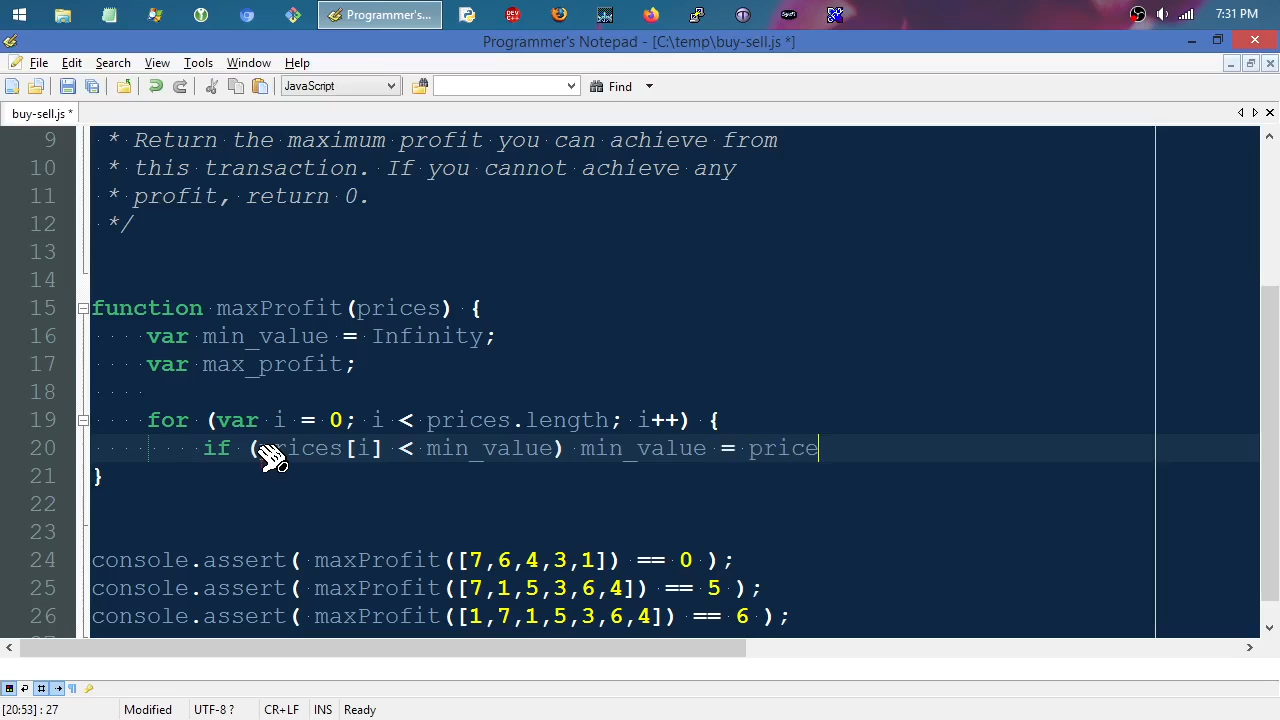 Programmer's...
7:31 PM
Programmer's Notepad - [C:\temp\buy-sell.js *]
File Edit Search View Tools Window Help
JavaScript
Find
buy-sell.js *
9 * Return the maximum profit you can achieve from
10 * this transaction. If you cannot achieve any
11 * profit, return 0.
12 */
13
14
15 function maxProfit(prices) {
16 var min_value = Infinity;
17 var max_profit;
18
19 for (var i = 0; i < prices.length; i++) {
20 if (prices[i] < min_value) min_value = price
21 }
22
23
24 console.assert( maxProfit([7,6,4,3,1]) == 0 );
25 console.assert( maxProfit([7,1,5,3,6,4]) == 5 );
26 console.assert( maxProfit([1,7,1,5,3,6,4]) == 6 );
[20:53] : 27 Modified UTF-8 ? CR+LF INS Ready